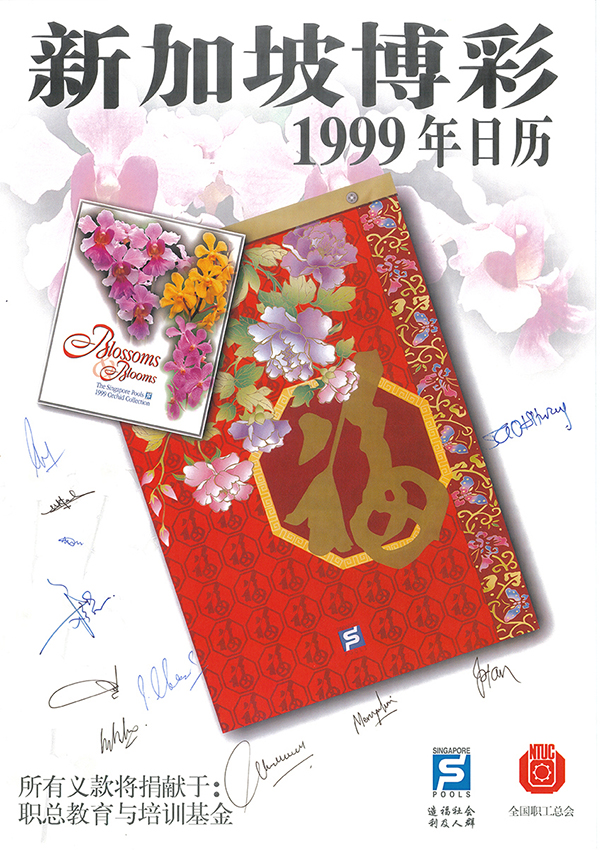 新加坡博彩
1999年日历
Blossoms
& Blooms
The Singapore Pools
1999 Orchid Collection
福
所有义款将捐献于：
职总教育与培训基金
SINGAPORE
POOLS
造福社会
利及人群
NTUC
全国职工总会